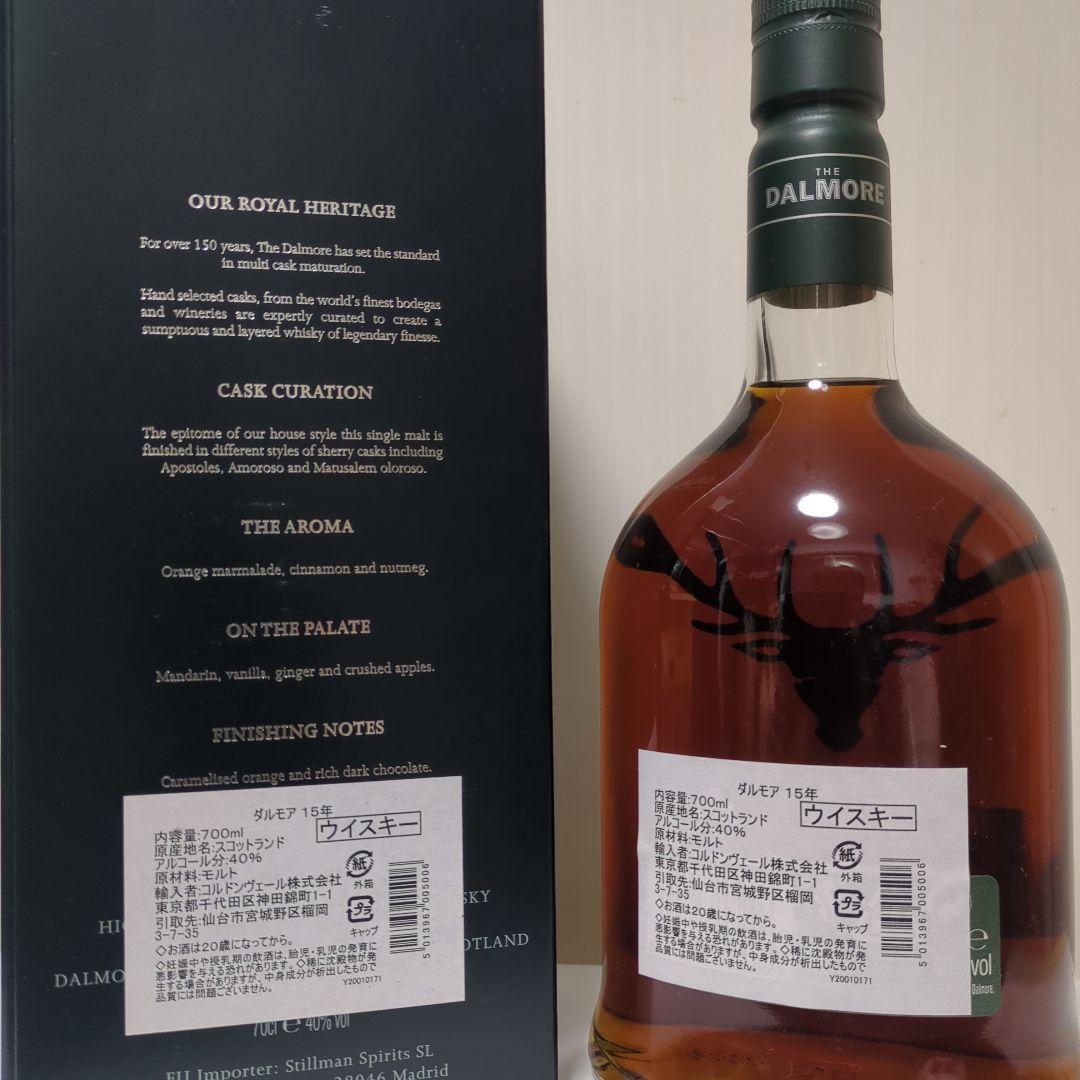 OUR ROYAL HERITAGE
For over 150 years, The Dalmore has set the standard
in multi cask maturation.
Hand selected casks, from the world's finest bodegas
and wineries are expertly curated to create a
sumptuous and layered whisky of legendary finesse.
CASK CURATION
The epitome of our house style this single malt is
finished in different styles of sherry casks including
Apostoles, Amoroso and Matusalem oloroso.
THE AROMA
Orange marmalade, cinnamon and nutmeg.
ON THE PALATE
Mandarin, vanilla, ginger and crushed apples.
FINISHING NOTES
Caramelised orange and rich dark chocolate.
ダルモア 15年
内容量:700ml
ウイスキー
原産地名:スコットランド
アルコール分:40%
原材料:モルト
輸入者:コルドンヴェール株式会社
東京都千代田区神田錦町1-1
引取先:仙台市宮城野区榴岡
3-7-35
紙
外箱
プラ
キャップ
◇お酒は20歳になってから。
◇妊娠中や授乳期の飲酒は、胎児・乳児の発育に
悪影響を与える恐れがあります。◇稀に沈殿物が発
生する場合がありますが、中身成分が析出したもので
品質には問題ございません。
Y20010171
5 013967 005006
HIG
SKY
OTLAND
DALMO
70cl e 40% vol
EU Importer: Stillman Spirits SL
28046 Madrid
THE
DALMORE
ダルモア 15年
内容量:700ml
ウイスキー
原産地名:スコットランド
アルコール分:40%
原材料:モルト
輸入者:コルドンヴェール株式会社
東京都千代田区神田錦町1-1
引取先:仙台市宮城野区榴岡
3-7-35
紙
外箱
プラ
キャップ
◇お酒は20歳になってから。
◇妊娠中や授乳期の飲酒は、胎児・乳児の発育に
悪影響を与える恐れがあります。◇稀に沈殿物が発
生する場合がありますが、中身成分が析出したもので
品質には問題ございません。
Y20010171
5 013967 005006
e
vol
Dalmore.